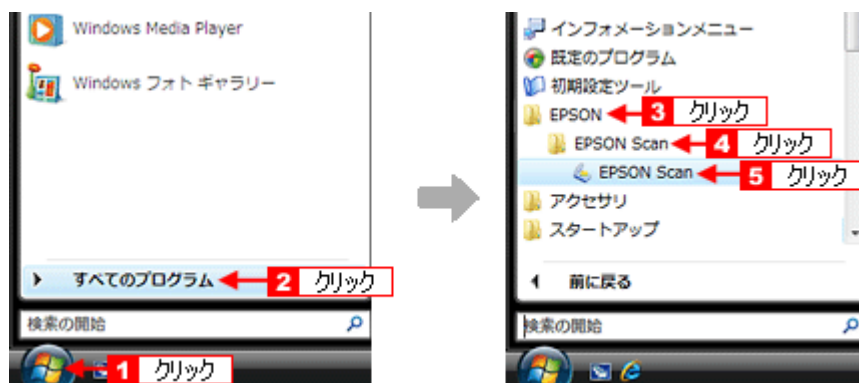 Windows Media Player
Windows フォト ギャラリー
すべてのプログラム
2 クリック
検索の開始
1 クリック
インフォメーションメニュー
既定のプログラム
初期設定ツール
EPSON
3 クリック
EPSON Scan
4 クリック
EPSON Scan
5 クリック
アクセサリ
スタートアップ
前に戻る
検索の開始